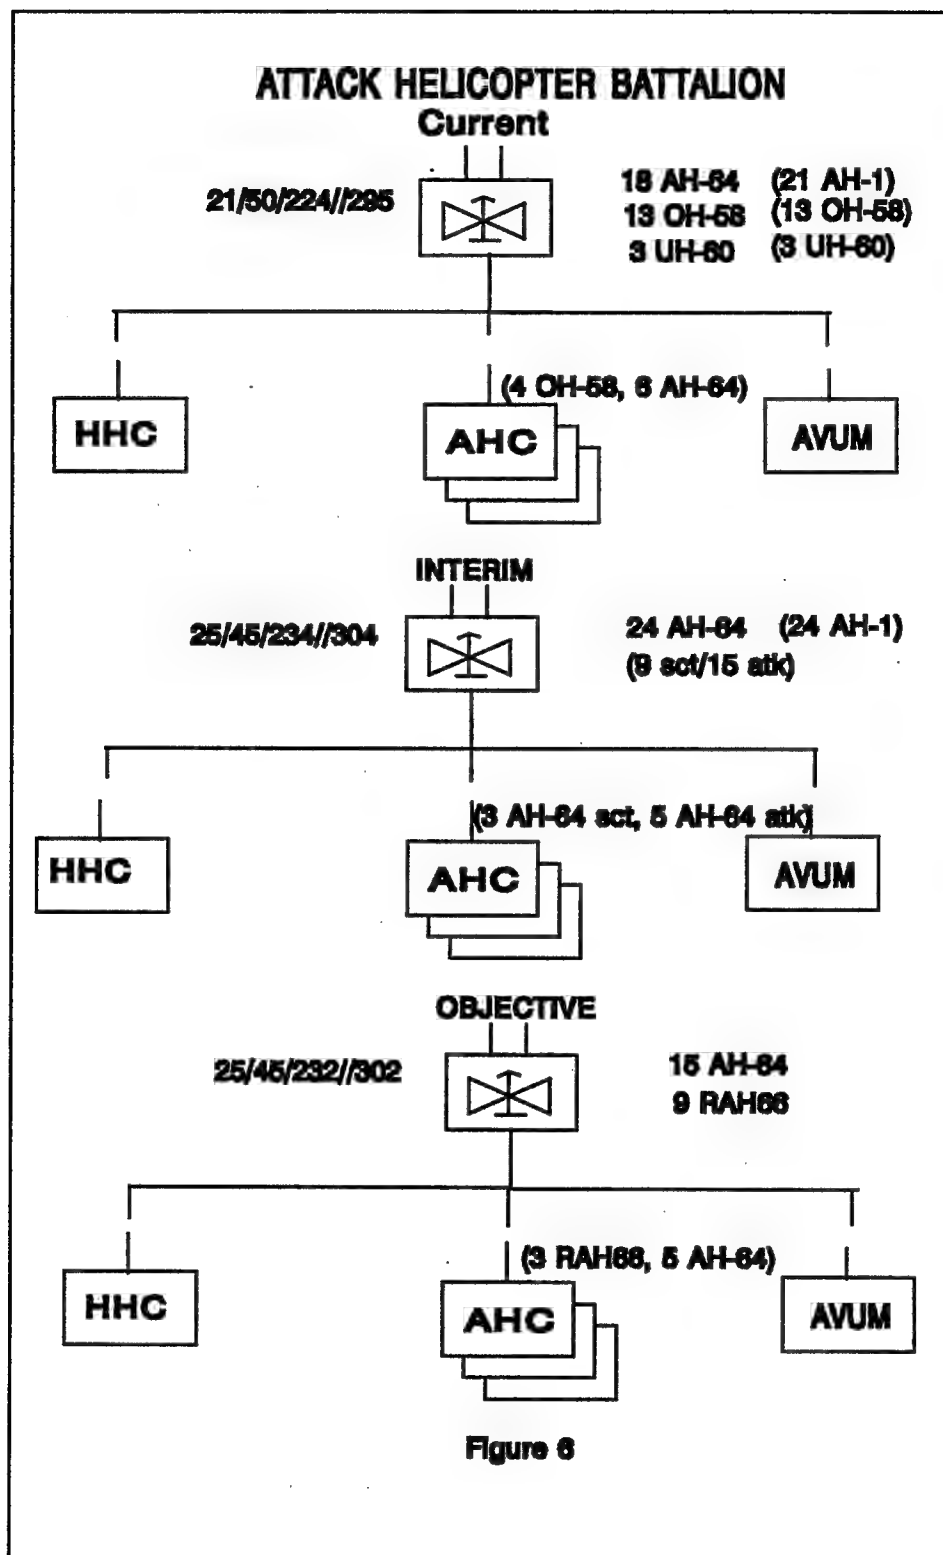 ATTACK HELICOPTER BATTALION
Current
21/50/224//295
18 AH-64 (21 AH-1)
13 OH-58 (13 OH-58)
3 UH-60 (3 UH-60)
(4 OH-58, 6 AH-64)
HHC
AHC
AVUM
INTERIM
25/45/234//304
24 AH-64 (24 AH-1)
(9 sct/15 atk)
(3 AH-64 sct, 5 AH-64 atk)
HHC
AHC
AVUM
OBJECTIVE
25/45/232//302
15 AH-64
9 RAH66
(3 RAH66, 5 AH-64)
HHC
AHC
AVUM
Figure 6